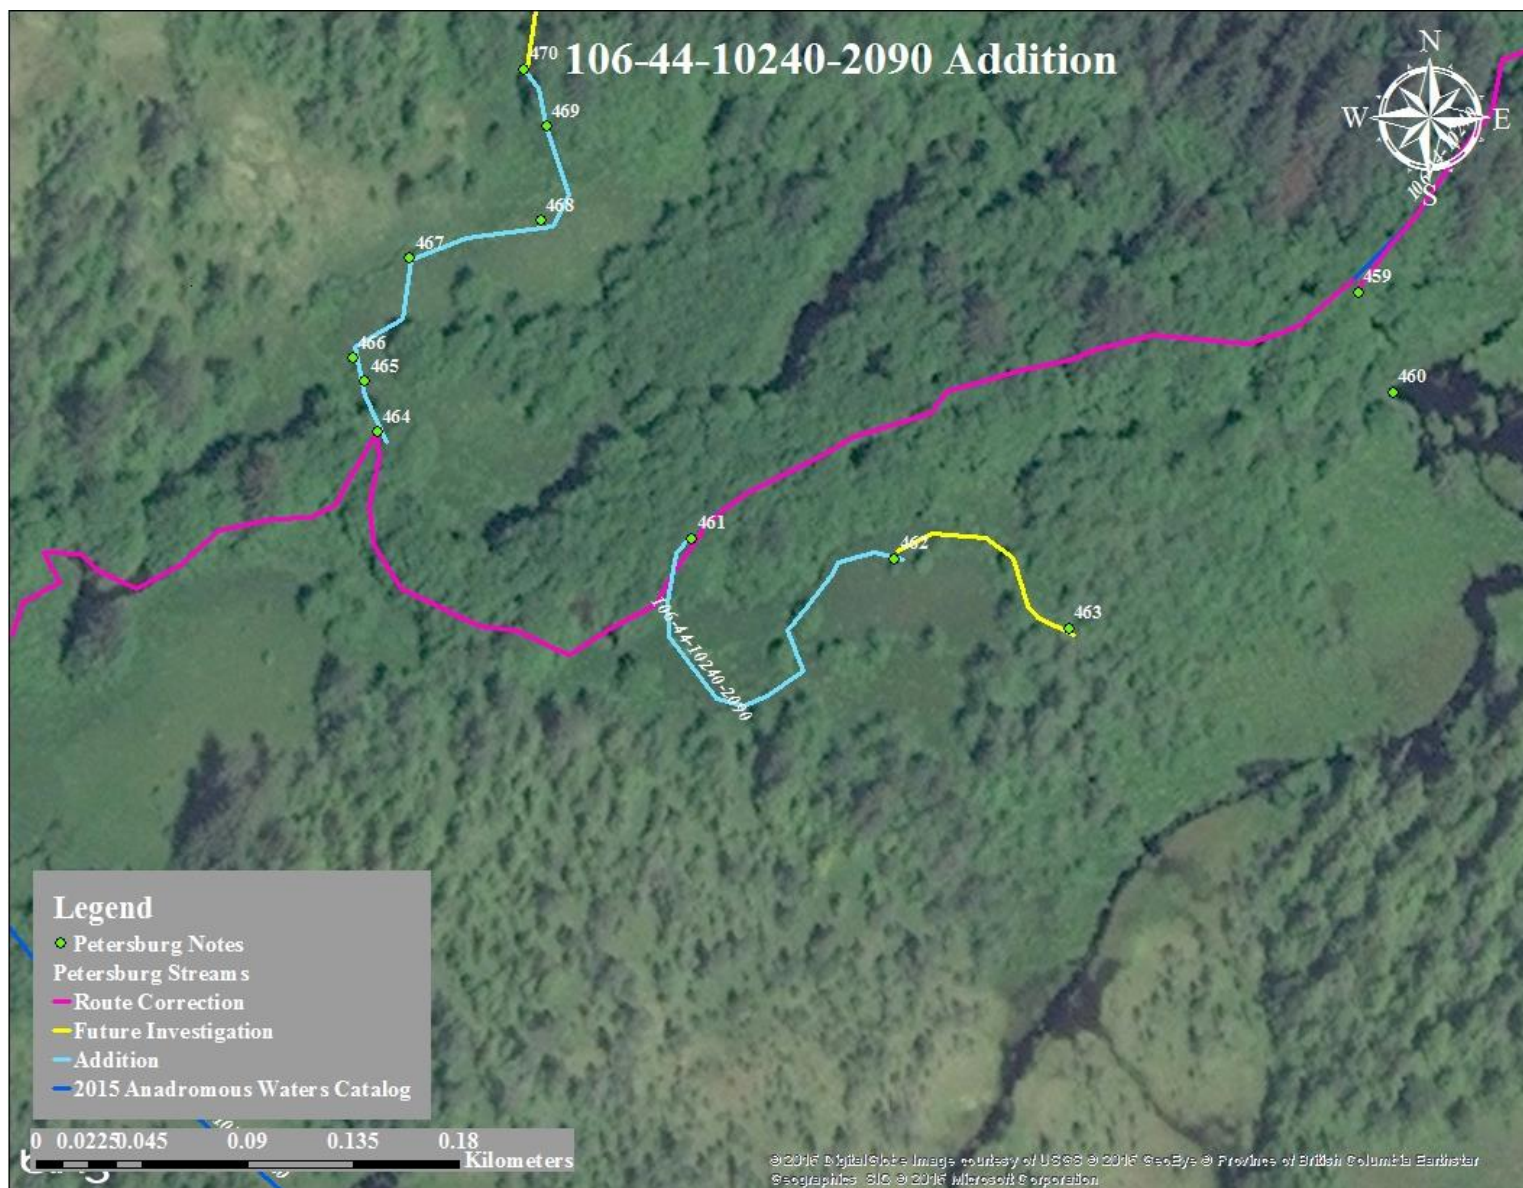 106-44-10240-2090 Addition
N
W
E
S
470
469
468
467
466
465
464
459
460
461
462
463
106-44-10240-2090
Legend
Petersburg Notes
Petersburg Streams
Route Correction
Future Investigation
Addition
2015 Anadromous Waters Catalog
0 0.0225 0.045 0.09 0.135 0.18
Kilometers
© 2015 DigitalGlobe Image courtesy of USGS © 2015 GeoEye © Province of British Columbia Earthstar
Geographics SIO © 2015 Microsoft Corporation